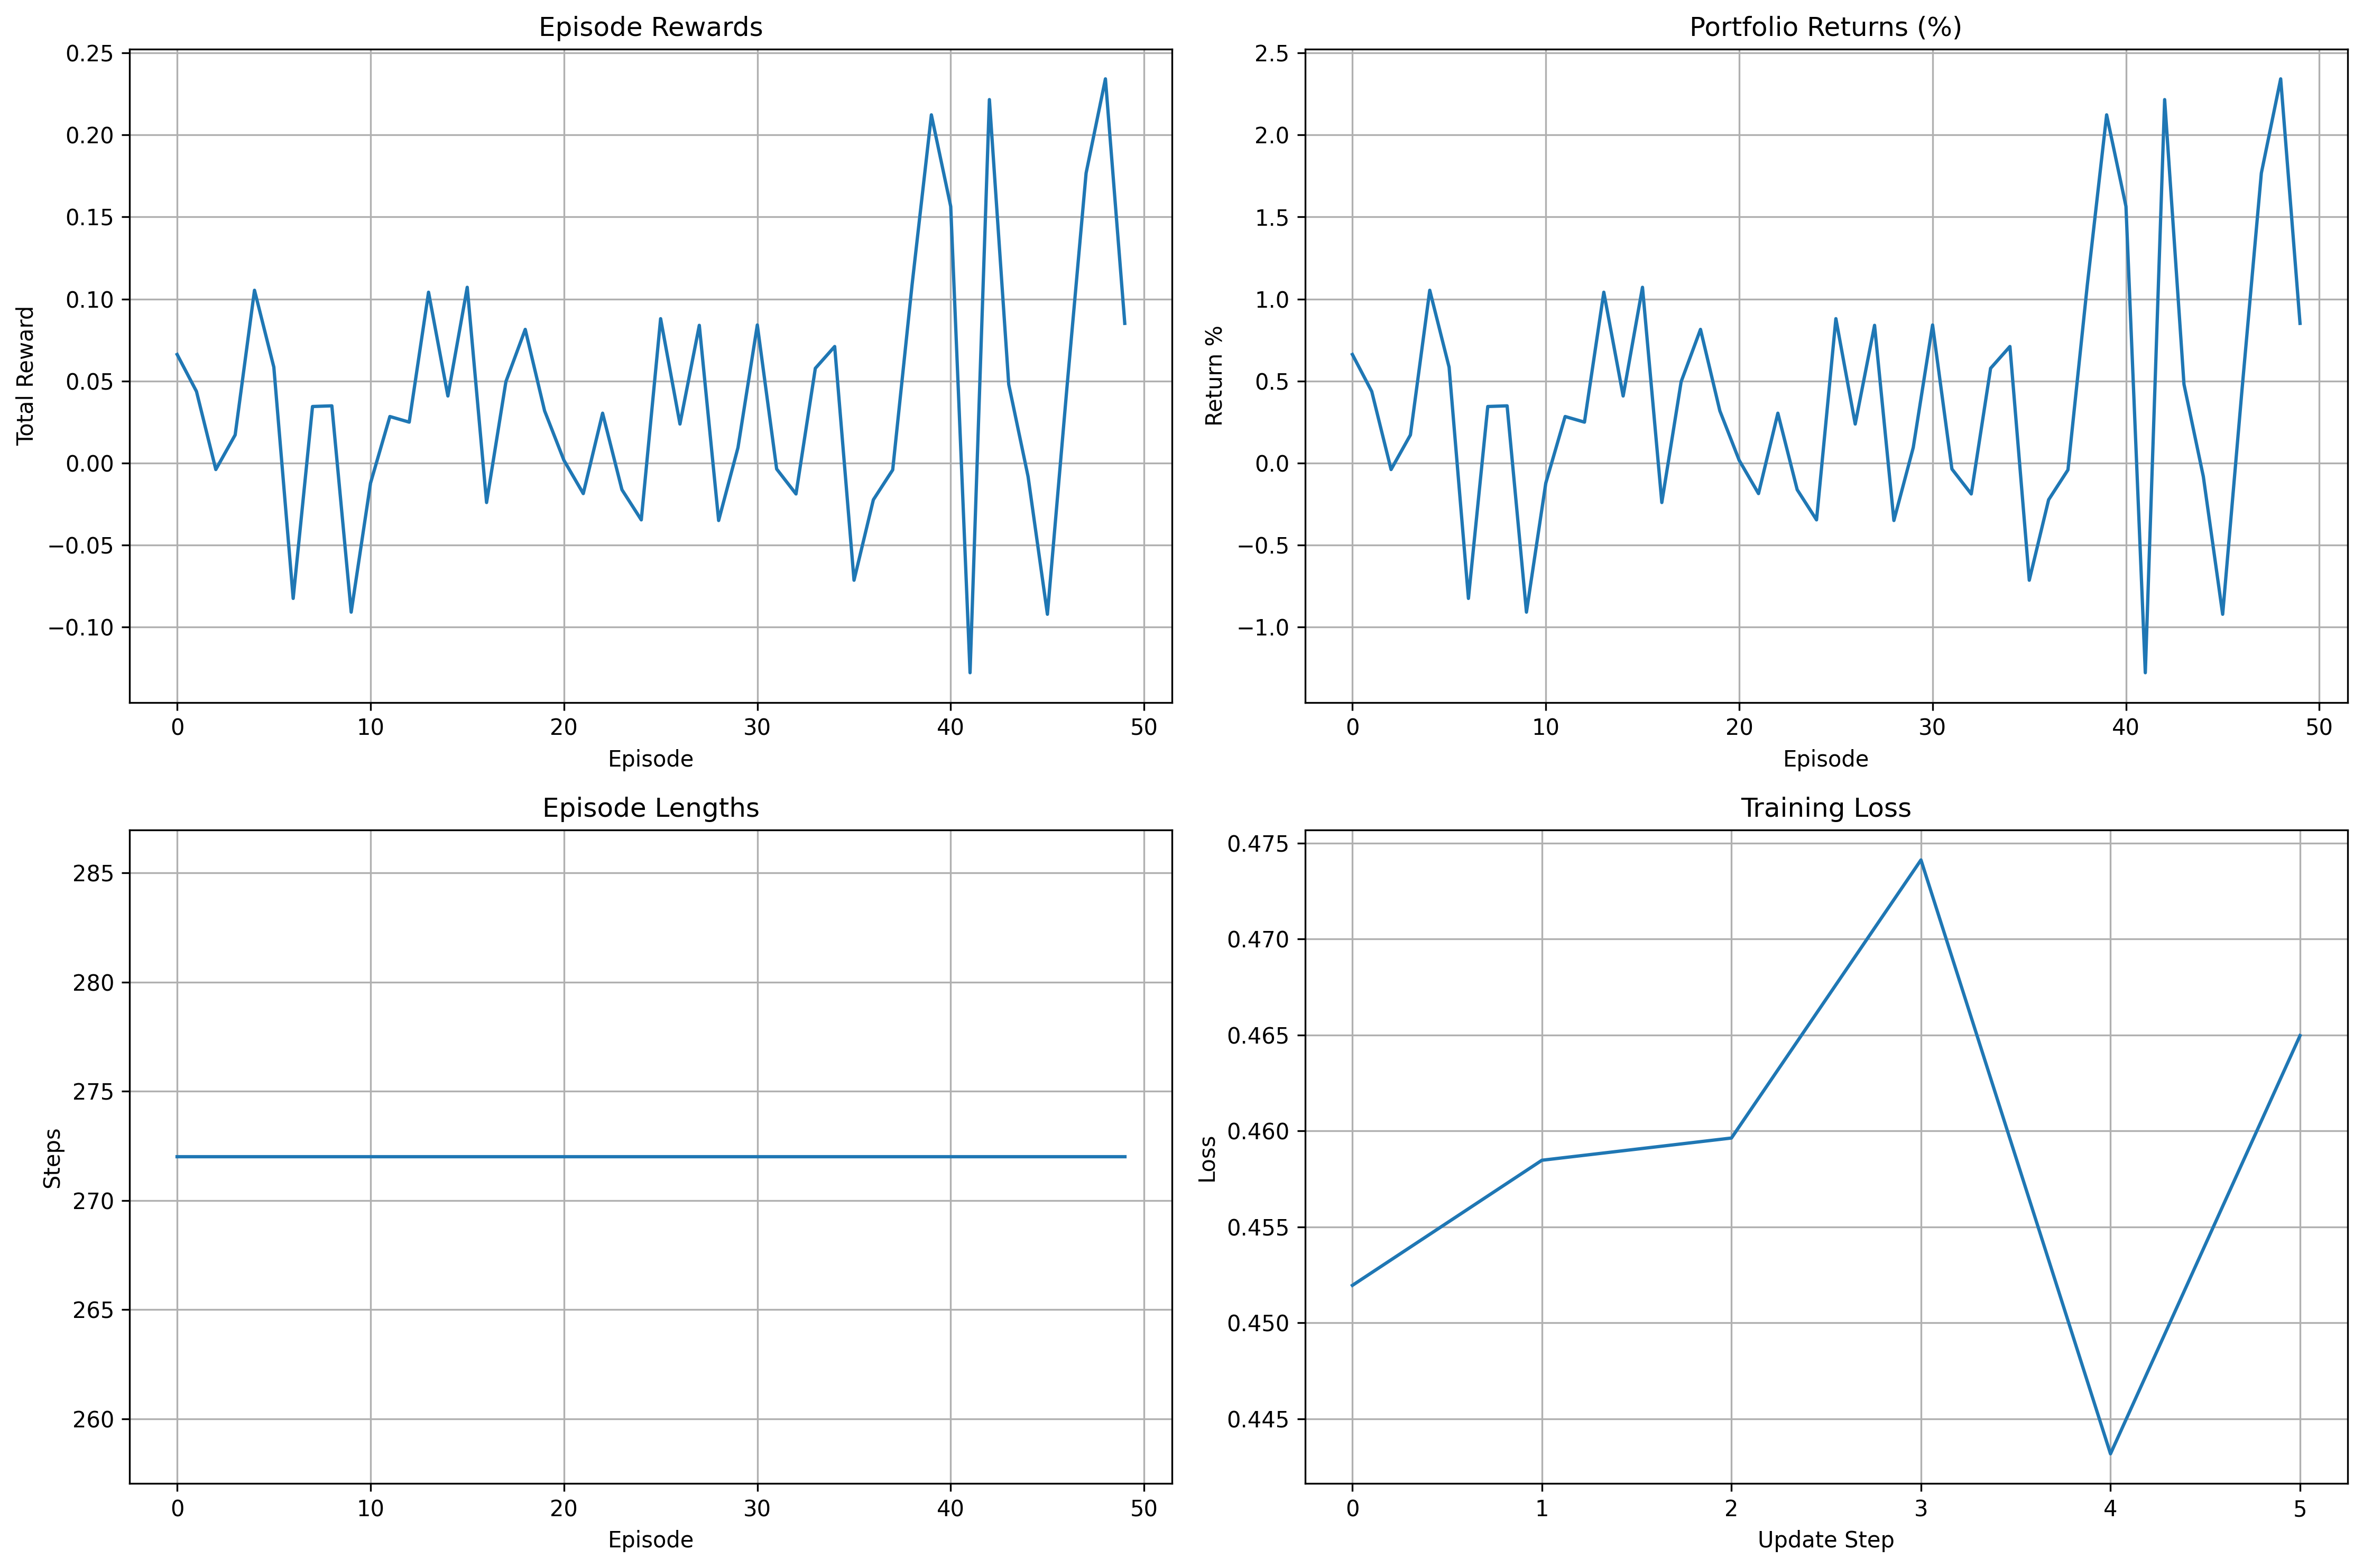 Episode Rewards
Total Reward
0.25
0.20
0.15
0.10
0.05
0.00
−0.05
−0.10
0 10 20 30 40 50
Episode
Portfolio Returns (%)
Return %
2.5
2.0
1.5
1.0
0.5
0.0
−0.5
−1.0
0 10 20 30 40 50
Episode
Episode Lengths
Steps
285
280
275
270
265
260
0 10 20 30 40 50
Episode
Training Loss
Loss
0.475
0.470
0.465
0.460
0.455
0.450
0.445
0 1 2 3 4 5
Update Step